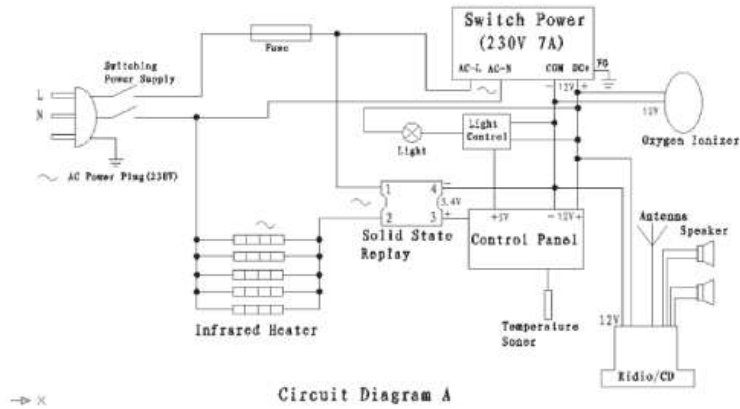 Switch Power
(230V 7A)
AC-L AC-N COM DC+ FG
− 12V +
Fuse
Switching
Power Supply
L
N
AC Power Plug(230V)
Light
Control
Light
12V
Oxygen Ionizer
1 4 −
3.4V
2 3 +
Solid State
Replay
+5V − 12V +
Control Panel
Antenna
Speaker
Infrared Heater
Temperature
Soner
12V
Ridio/CD
X
Circuit Diagram A